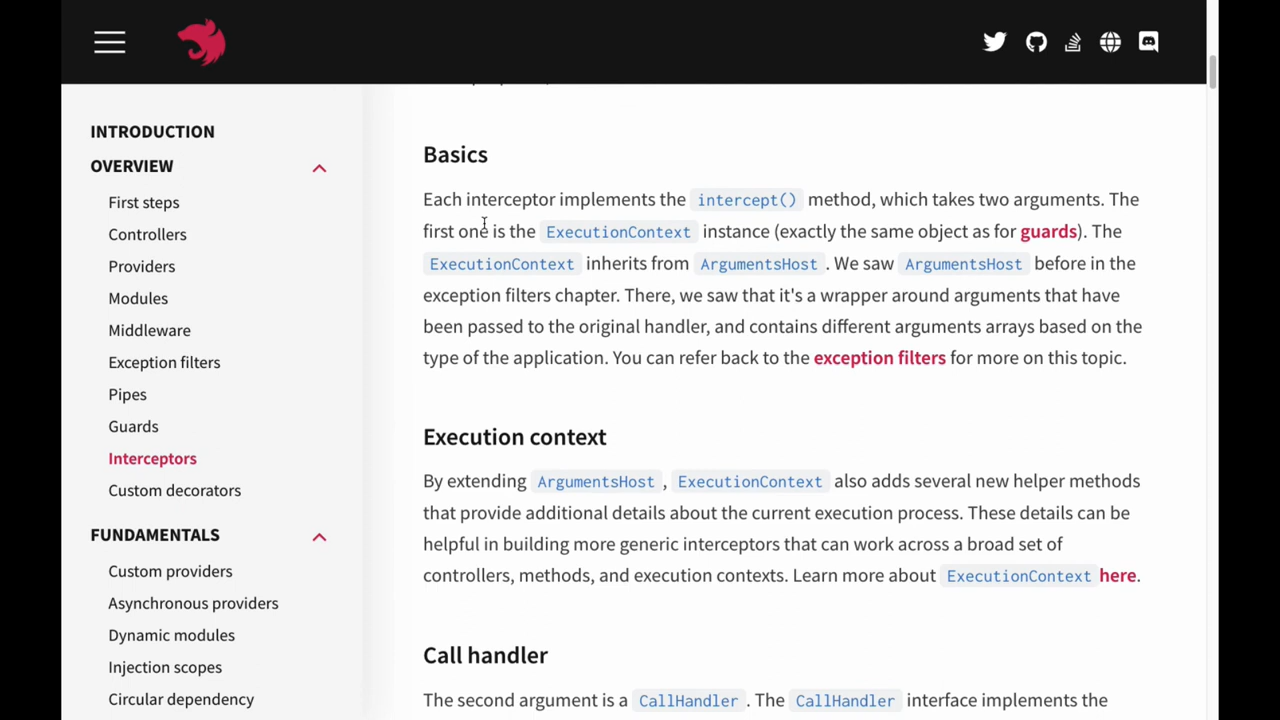 INTRODUCTION
OVERVIEW
First steps
Controllers
Providers
Modules
Middleware
Exception filters
Pipes
Guards
Interceptors
Custom decorators
FUNDAMENTALS
Custom providers
Asynchronous providers
Dynamic modules
Injection scopes
Circular dependency
Basics
Each interceptor implements the intercept() method, which takes two arguments. The
first one is the ExecutionContext instance (exactly the same object as for guards). The
ExecutionContext inherits from ArgumentsHost. We saw ArgumentsHost before in the
exception filters chapter. There, we saw that it's a wrapper around arguments that have
been passed to the original handler, and contains different arguments arrays based on the
type of the application. You can refer back to the exception filters for more on this topic.
Execution context
By extending ArgumentsHost, ExecutionContext also adds several new helper methods
that provide additional details about the current execution process. These details can be
helpful in building more generic interceptors that can work across a broad set of
controllers, methods, and execution contexts. Learn more about ExecutionContext here.
Call handler
The second argument is a CallHandler. The CallHandler interface implements the